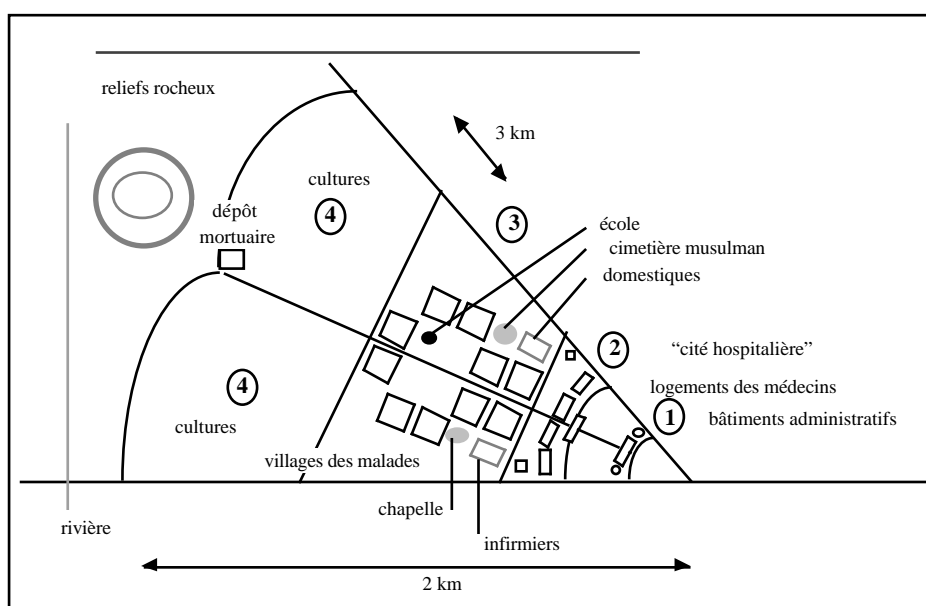 reliefs rocheux
3 km
cultures
4
dépôt
mortuaire
3
école
cimetière musulman
domestiques
2
“cité hospitalière”
logements des médecins
1
bâtiments administratifs
4
cultures
villages des malades
chapelle
rivière
infirmiers
2 km